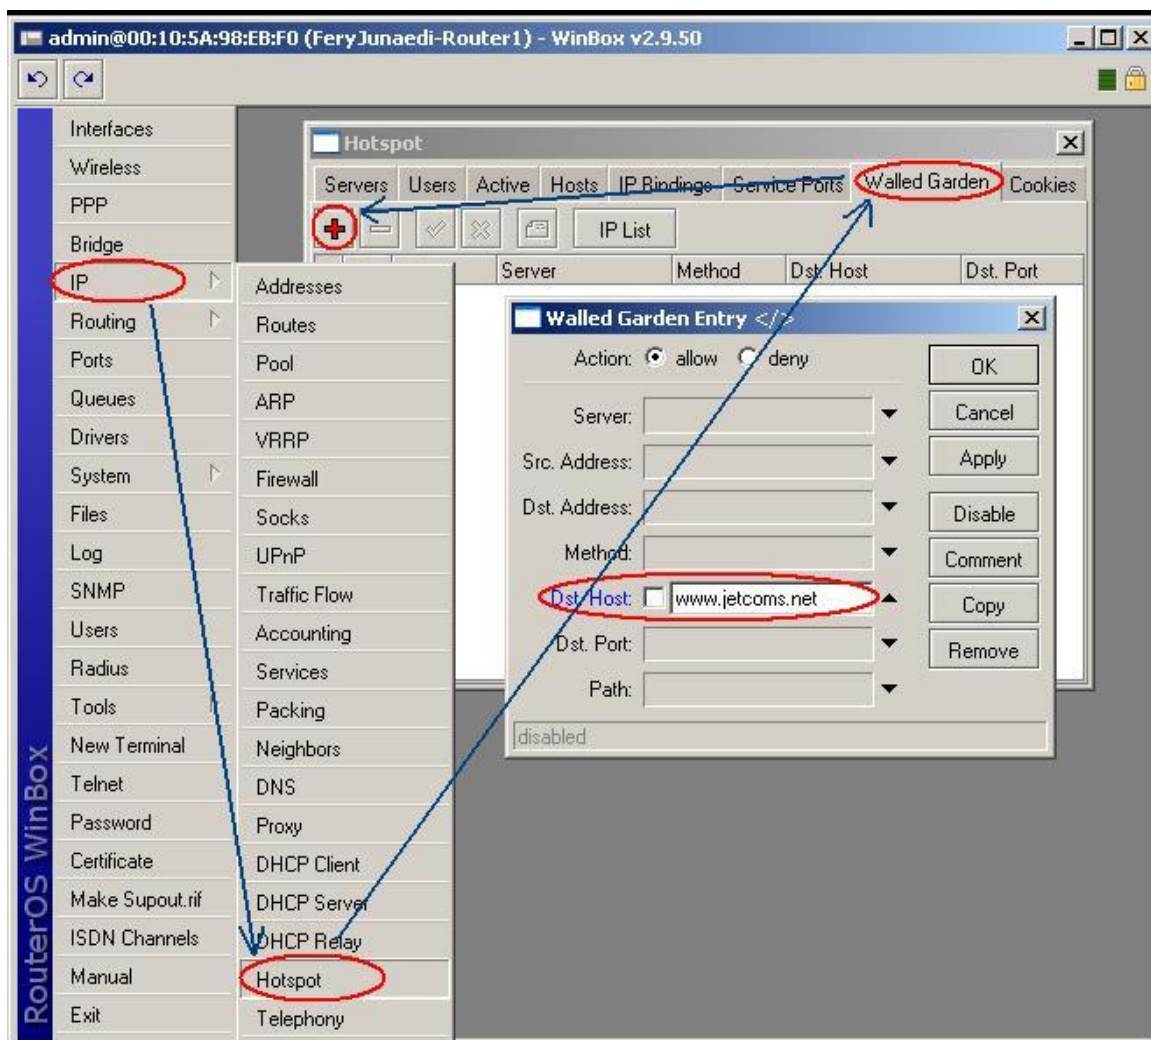 admin@00:10:5A:98:EB:F0 (FeryJunaedi-Router1) - WinBox v2.9.50
RouterOS WinBox
Interfaces
Wireless
PPP
Bridge
IP
Routing
Ports
Queues
Drivers
System
Files
Log
SNMP
Users
Radius
Tools
New Terminal
Telnet
Password
Certificate
Make Supout.rif
ISDN Channels
Manual
Exit
Addresses
Routes
Pool
ARP
VRRP
Firewall
Socks
UPnP
Traffic Flow
Accounting
Services
Packing
Neighbors
DNS
Proxy
DHCP Client
DHCP Server
DHCP Relay
Hotspot
Telephony
Hotspot
Servers Users Active Hosts IP Bindings Service Ports Walled Garden Cookies
IP List
Server Method Dst. Host Dst. Port
Walled Garden Entry </>
Action: allow deny
Server:
Src. Address:
Dst. Address:
Method:
Dst. Host: www.jetcoms.net
Dst. Port:
Path:
disabled
OK
Cancel
Apply
Disable
Comment
Copy
Remove